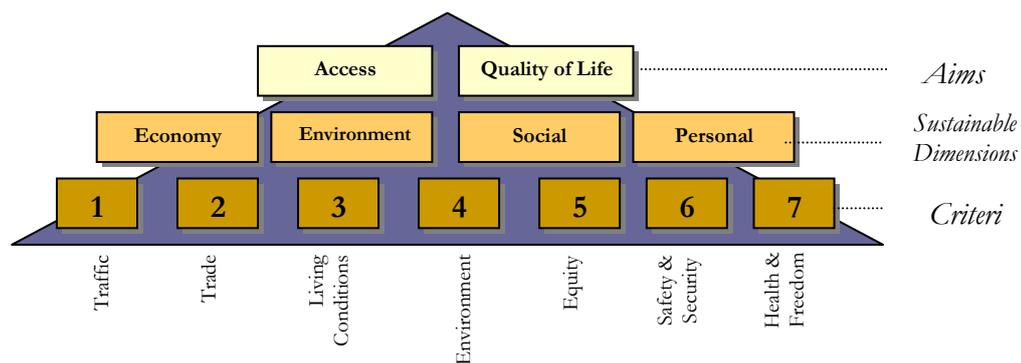 Access
Quality of Life
Aims
Economy
Environment
Social
Personal
Sustainable
Dimensions
1
2
3
4
5
6
7
Criteri
Traffic
Trade
Living
Conditions
Environment
Equity
Safety &
Security
Health &
Freedom